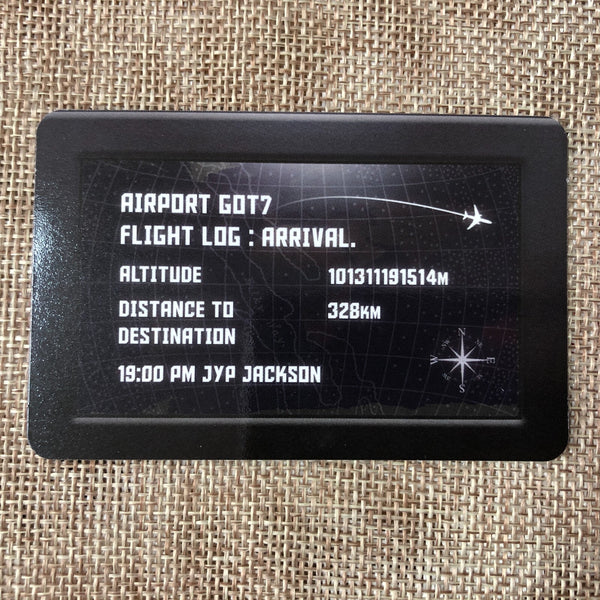 AIRPORT GOT7
FLIGHT LOG : ARRIVAL.
ALTITUDE 101311191514M
DISTANCE TO 328KM
DESTINATION
19:00 PM JYP JACKSON
N
W E
S